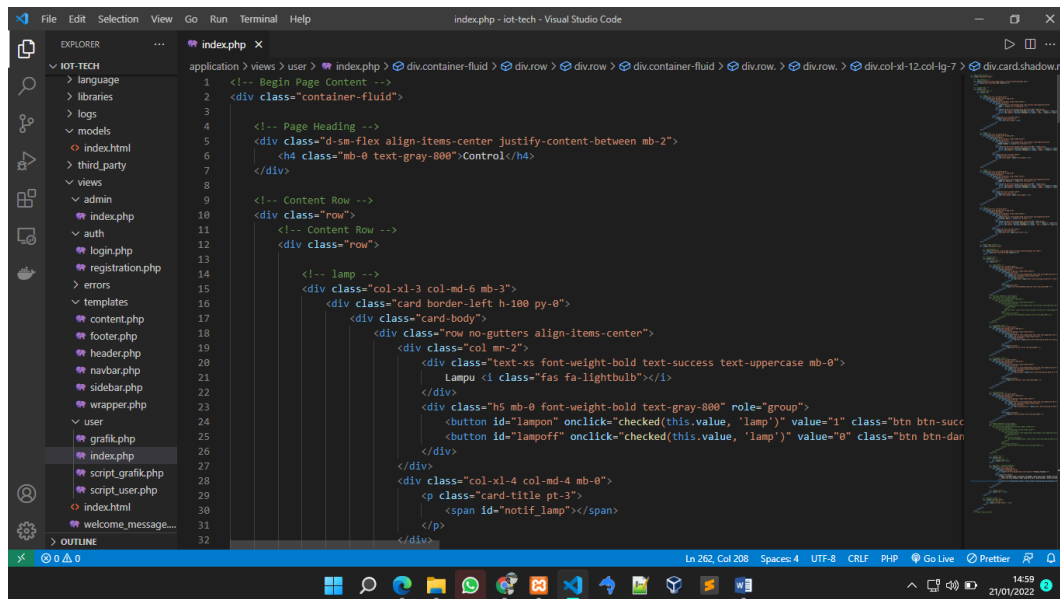 File Edit Selection View Go Run Terminal Help
index.php - iot-tech - Visual Studio Code
EXPLORER
index.php
IOT-TECH
application > views > user > index.php > div.container-fluid > div.row > div.row > div.container-fluid > div.row. > div.row. > div.col-xl-12.col-lg-7 > div.card.shadow.r
language
libraries
logs
models
index.html
third_party
views
admin
index.php
auth
login.php
registration.php
errors
templates
content.php
footer.php
header.php
navbar.php
sidebar.php
wrapper.php
user
grafik.php
index.php
script_grafik.php
script_user.php
index.html
welcome_message....
OUTLINE
1 <!-- Begin Page Content -->
2 <div class="container-fluid">
3
4 <!-- Page Heading -->
5 <div class="d-sm-flex align-items-center justify-content-between mb-2">
6 <h4 class="mb-0 text-gray-800">Control</h4>
7 </div>
8
9 <!-- Content Row -->
10 <div class="row">
11 <!-- Content Row -->
12 <div class="row">
13
14 <!-- lamp -->
15 <div class="col-xl-3 col-md-6 mb-3">
16 <div class="card border-left h-100 py-0">
17 <div class="card-body">
18 <div class="row no-gutters align-items-center">
19 <div class="col mr-2">
20 <div class="text-xs font-weight-bold text-success text-uppercase mb-0">
21 Lampu <i class="fas fa-lightbulb"></i>
22 </div>
23 <div class="h5 mb-0 font-weight-bold text-gray-800" role="group">
24 <button id="lampon" onclick="checked(this.value, 'lamp')" value="1" class="btn btn-succ
25 <button id="lampoff" onclick="checked(this.value, 'lamp')" value="0" class="btn btn-dan
26 </div>
27 </div>
28 <div class="col-xl-4 col-md-4 mb-0">
29 <p class="card-title pt-3">
30 <span id="notif_lamp"></span>
31 </p>
32 </div>
0 0
Ln 262, Col 208 Spaces: 4 UTF-8 CRLF PHP Go Live Prettier
14:59
21/01/2022
2